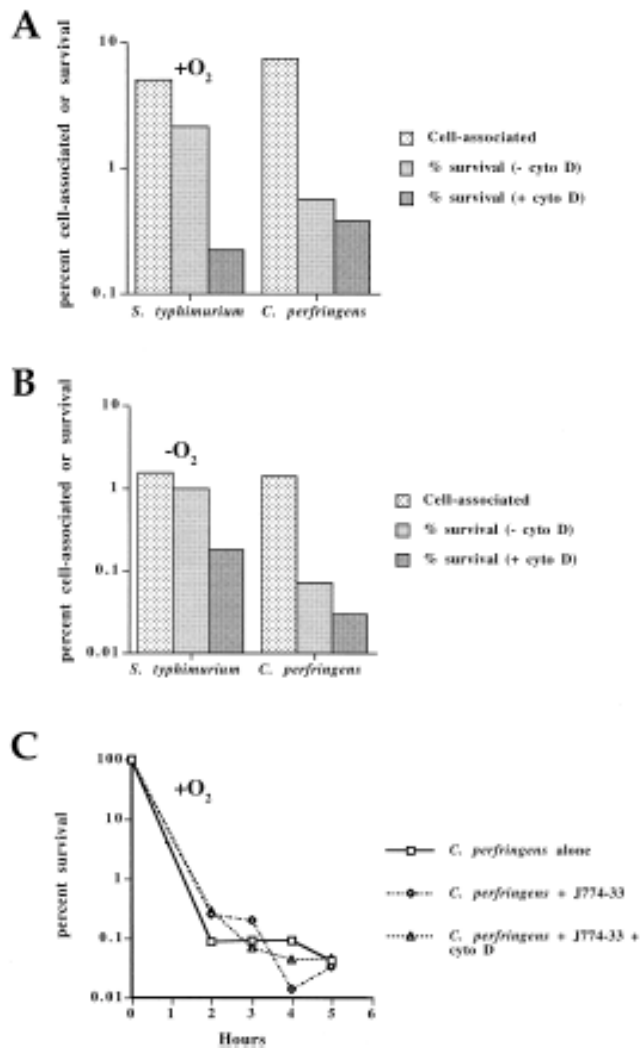 A
percent cell-associated or survival
10
1
0.1
+O2
S. typhimurium
C. perfringens
Cell-associated
% survival (- cyto D)
% survival (+ cyto D)
B
percent cell-associated or survival
10
1
0.1
0.01
-O2
S. typhimurium
C. perfringens
Cell-associated
% survival (- cyto D)
% survival (+ cyto D)
C
percent survival
100
10
1
0.1
0.01
+O2
0 1 2 3 4 5 6
Hours
C. perfringens alone
C. perfringens + J774-33
C. perfringens + J774-33 +
cyto D